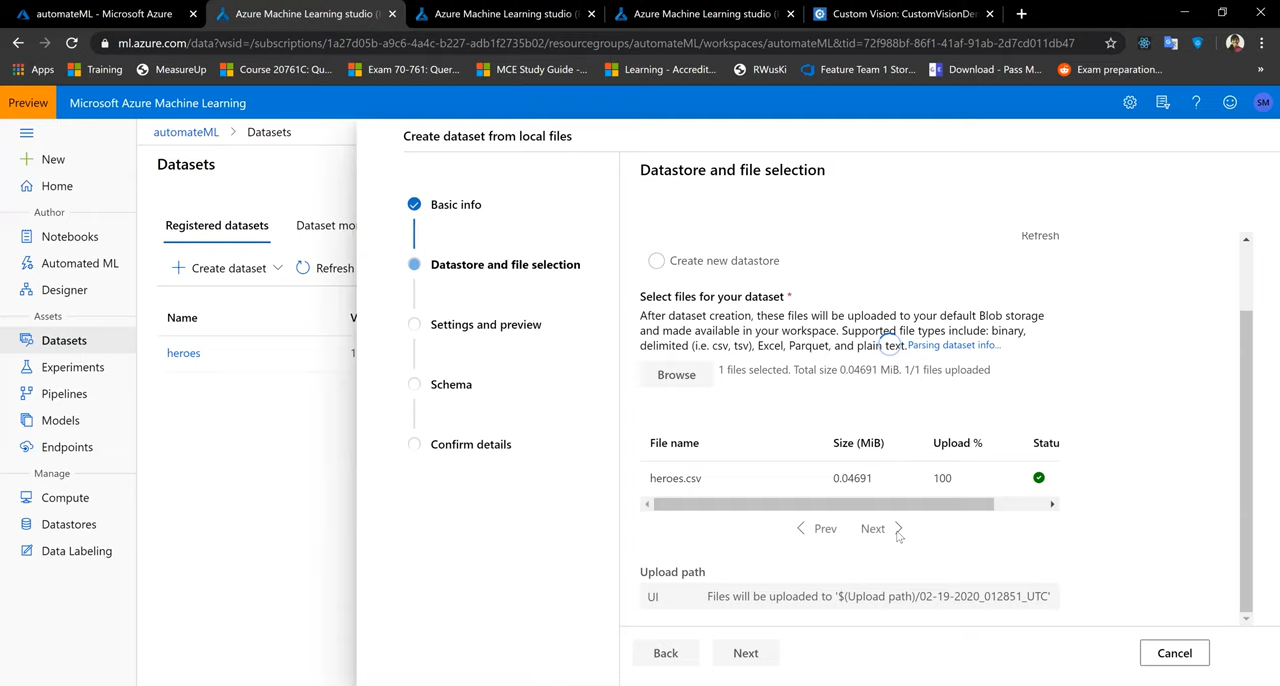 automateML - Microsoft Azure
Azure Machine Learning studio (
Azure Machine Learning studio (
Azure Machine Learning studio (
Custom Vision: CustomVisionDer
ml.azure.com/data?wsid=/subscriptions/1a27d05b-a9c6-4a4c-b227-adb1f2735b02/resourcegroups/automateML/workspaces/automateML&tid=72f988bf-86f1-41af-91ab-2d7cd011db47
Apps
Training
MeasureUp
Course 20761C: Qu...
Exam 70-761: Quer...
MCE Study Guide -...
Learning - Accredit...
RWusKi
Feature Team 1 Stor...
Download - Pass M...
Exam preparation...
»
Preview
Microsoft Azure Machine Learning
SM
New
Home
Author
Notebooks
Automated ML
Designer
Assets
Datasets
Experiments
Pipelines
Models
Endpoints
Manage
Compute
Datastores
Data Labeling
automateML > Datasets
Datasets
Registered datasets
Dataset mo
Create dataset
Refresh
Name
V
heroes
1
Create dataset from local files
Basic info
Datastore and file selection
Settings and preview
Schema
Confirm details
Datastore and file selection
Refresh
Create new datastore
Select files for your dataset *
After dataset creation, these files will be uploaded to your default Blob storage
and made available in your workspace. Supported file types include: binary,
delimited (i.e. csv, tsv), Excel, Parquet, and plain text.
Parsing dataset info...
Browse
1 files selected. Total size 0.04691 MiB. 1/1 files uploaded
File name
Size (MiB)
Upload %
Statu
heroes.csv
0.04691
100
Prev
Next
Upload path
UI
Files will be uploaded to '$(Upload path)/02-19-2020_012851_UTC'
Back
Next
Cancel